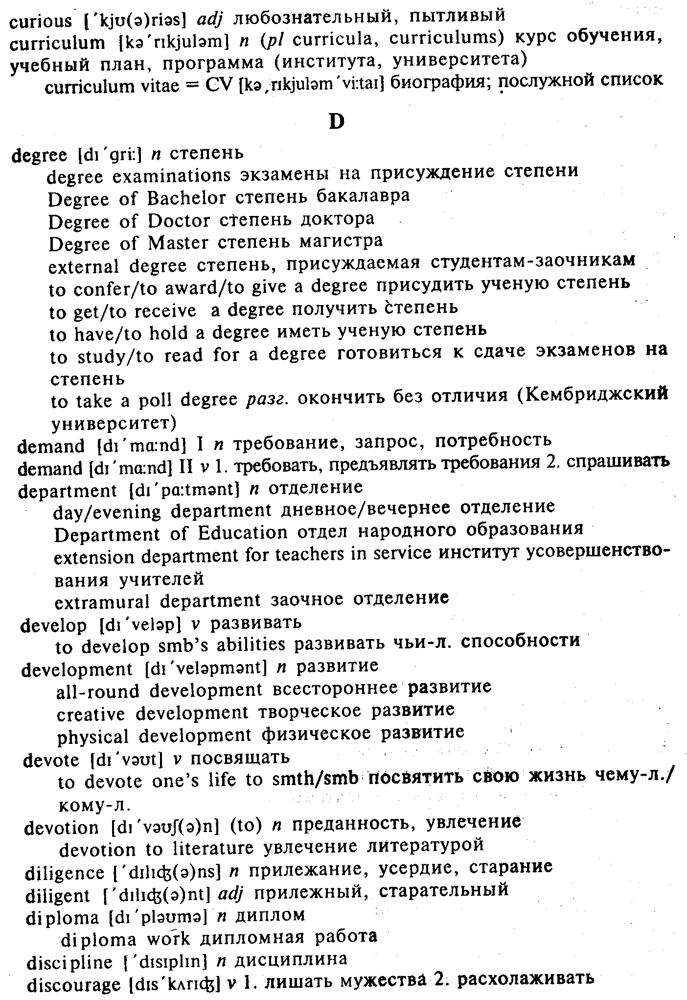 curious [ˈkjʊ(ə)riəs] adj любознательный, пытливый
curriculum [kəˈrɪkjuləm] n (pl curricula, curriculums) курс обучения,
учебный план, программа (института, университета)
curriculum vitae = CV [kəˌrɪkjuləmˈvi:taɪ] биография; послужной список
D
degree [dɪˈgri:] n степень
degree examinations экзамены на присуждение степени
Degree of Bachelor степень бакалавра
Degree of Doctor степень доктора
Degree of Master степень магистра
external degree степень, присуждаемая студентам-заочникам
to confer/to award/to give a degree присудить ученую степень
to get/to receive a degree получить степень
to have/to hold a degree иметь ученую степень
to study/to read for a degree готовиться к сдаче экзаменов на
степень
to take a poll degree разг. окончить без отличия (Кембриджский
университет)
demand [dɪˈmɑ:nd] I n требование, запрос, потребность
demand [dɪˈmɑ:nd] II v 1. требовать, предъявлять требования 2. спрашивать
department [dɪˈpɑ:tmənt] n отделение
day/evening department дневное/вечернее отделение
Department of Education отдел народного образования
extension department for teachers in service институт усовершенство-
вания учителей
extramural department заочное отделение
develop [dɪˈveləp] v развивать
to develop smb's abilities развивать чьи-л. способности
development [dɪˈveləpmənt] n развитие
all-round development всестороннее развитие
creative development творческое развитие
physical development физическое развитие
devote [dɪˈvəʊt] v посвящать
to devote one's life to smth/smb посвятить свою жизнь чему-л./
кому-л.
devotion [dɪˈvəʊʃ(ə)n] (to) n преданность, увлечение
devotion to literature увлечение литературой
diligence [ˈdɪlɪʤ(ə)ns] n прилежание, усердие, старание
diligent [ˈdɪlɪʤ(ə)nt] adj прилежный, старательный
diploma [dɪˈpləʊmə] n диплом
diploma work дипломная работа
discipline [ˈdɪsɪplɪn] n дисциплина
discourage [dɪsˈkʌrɪʤ] v 1. лишать мужества 2. расхолаживать